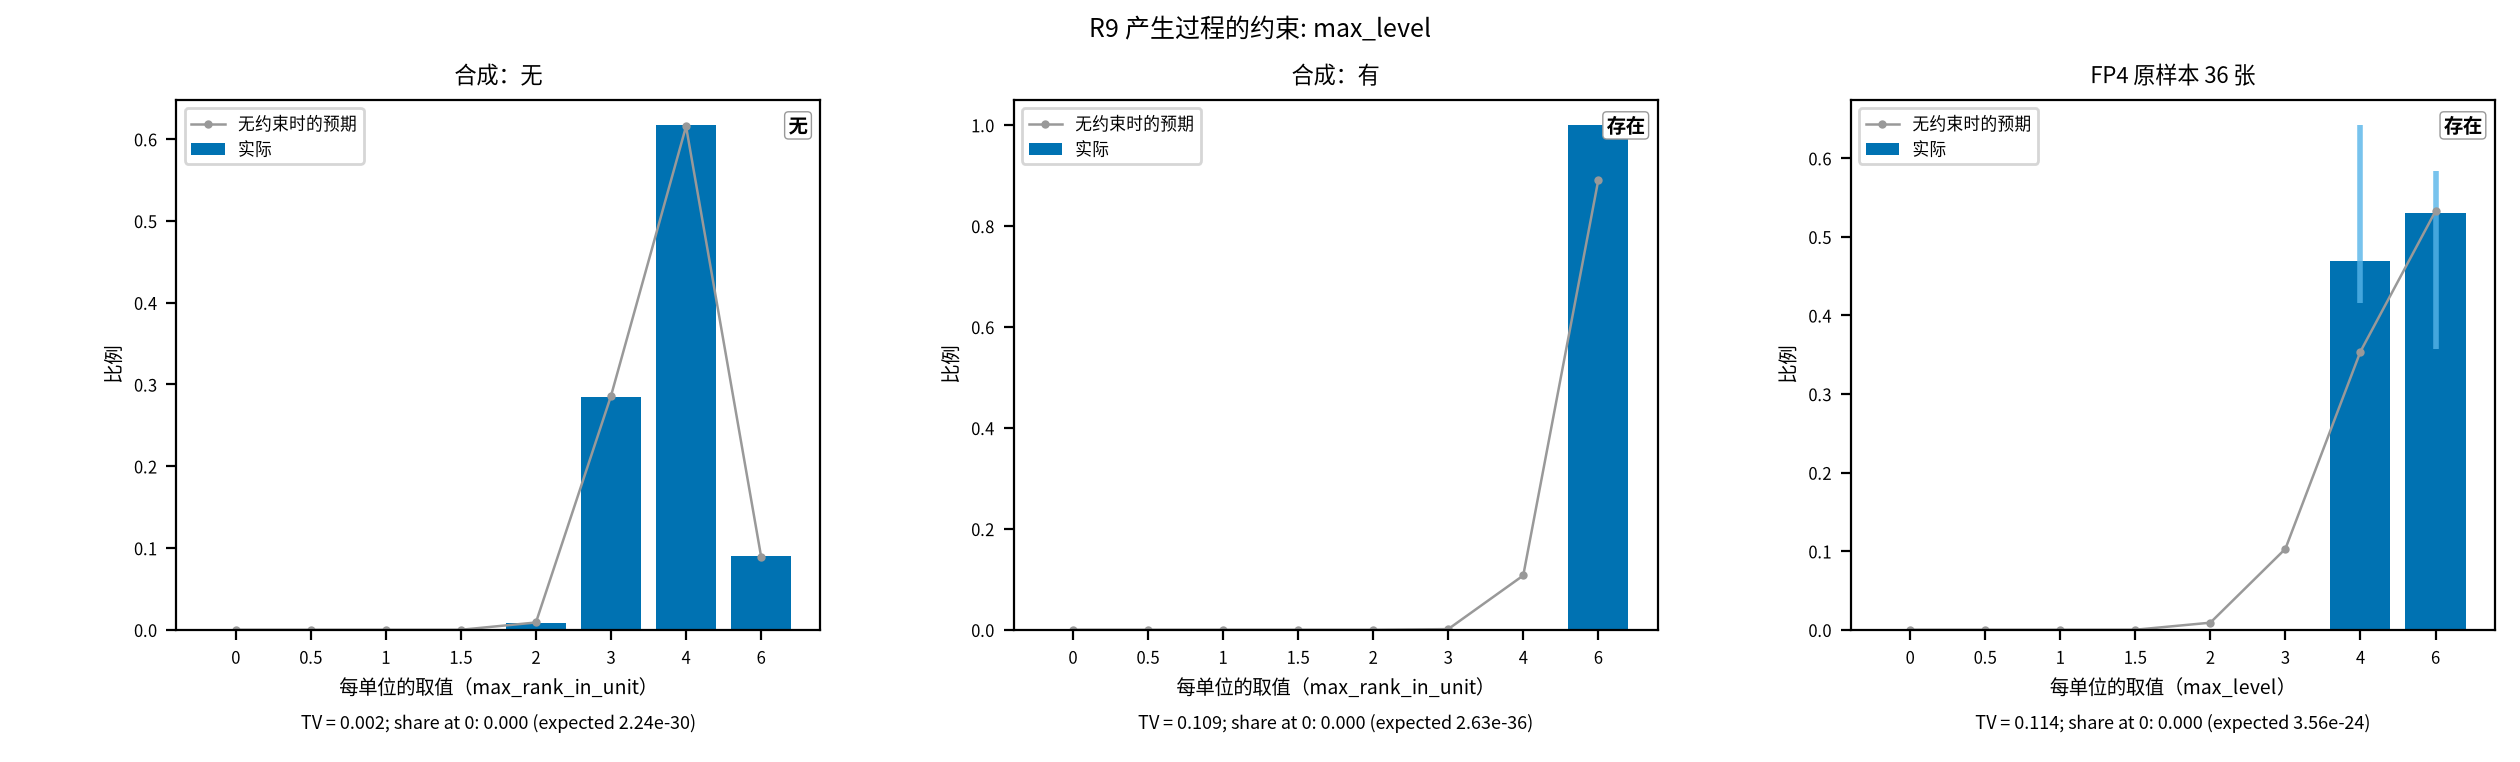 R9 产生过程的约束: max_level
合成：无
无约束时的预期
实际
无
0.6
0.5
0.4
0.3
0.2
0.1
0.0
比例
0 0.5 1 1.5 2 3 4 6
每单位的取值（max_rank_in_unit）
TV = 0.002; share at 0: 0.000 (expected 2.24e-30)
合成：有
无约束时的预期
实际
存在
1.0
0.8
0.6
0.4
0.2
0.0
比例
0 0.5 1 1.5 2 3 4 6
每单位的取值（max_rank_in_unit）
TV = 0.109; share at 0: 0.000 (expected 2.63e-36)
FP4 原样本 36 张
无约束时的预期
实际
存在
0.6
0.5
0.4
0.3
0.2
0.1
0.0
比例
0 0.5 1 1.5 2 3 4 6
每单位的取值（max_level）
TV = 0.114; share at 0: 0.000 (expected 3.56e-24)